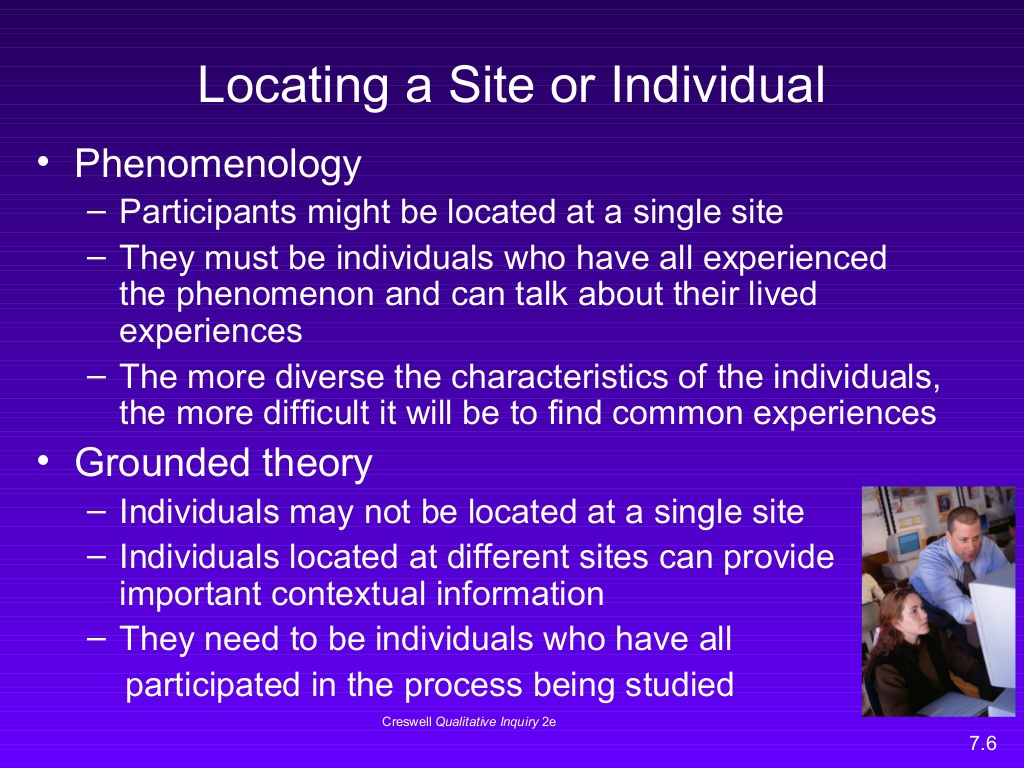 Locating a Site or Individual
• Phenomenology
– Participants might be located at a single site
– They must be individuals who have all experienced
the phenomenon and can talk about their lived
experiences
– The more diverse the characteristics of the individuals,
the more difficult it will be to find common experiences
• Grounded theory
– Individuals may not be located at a single site
– Individuals located at different sites can provide
important contextual information
– They need to be individuals who have all
participated in the process being studied
Creswell Qualitative Inquiry 2e
7.6